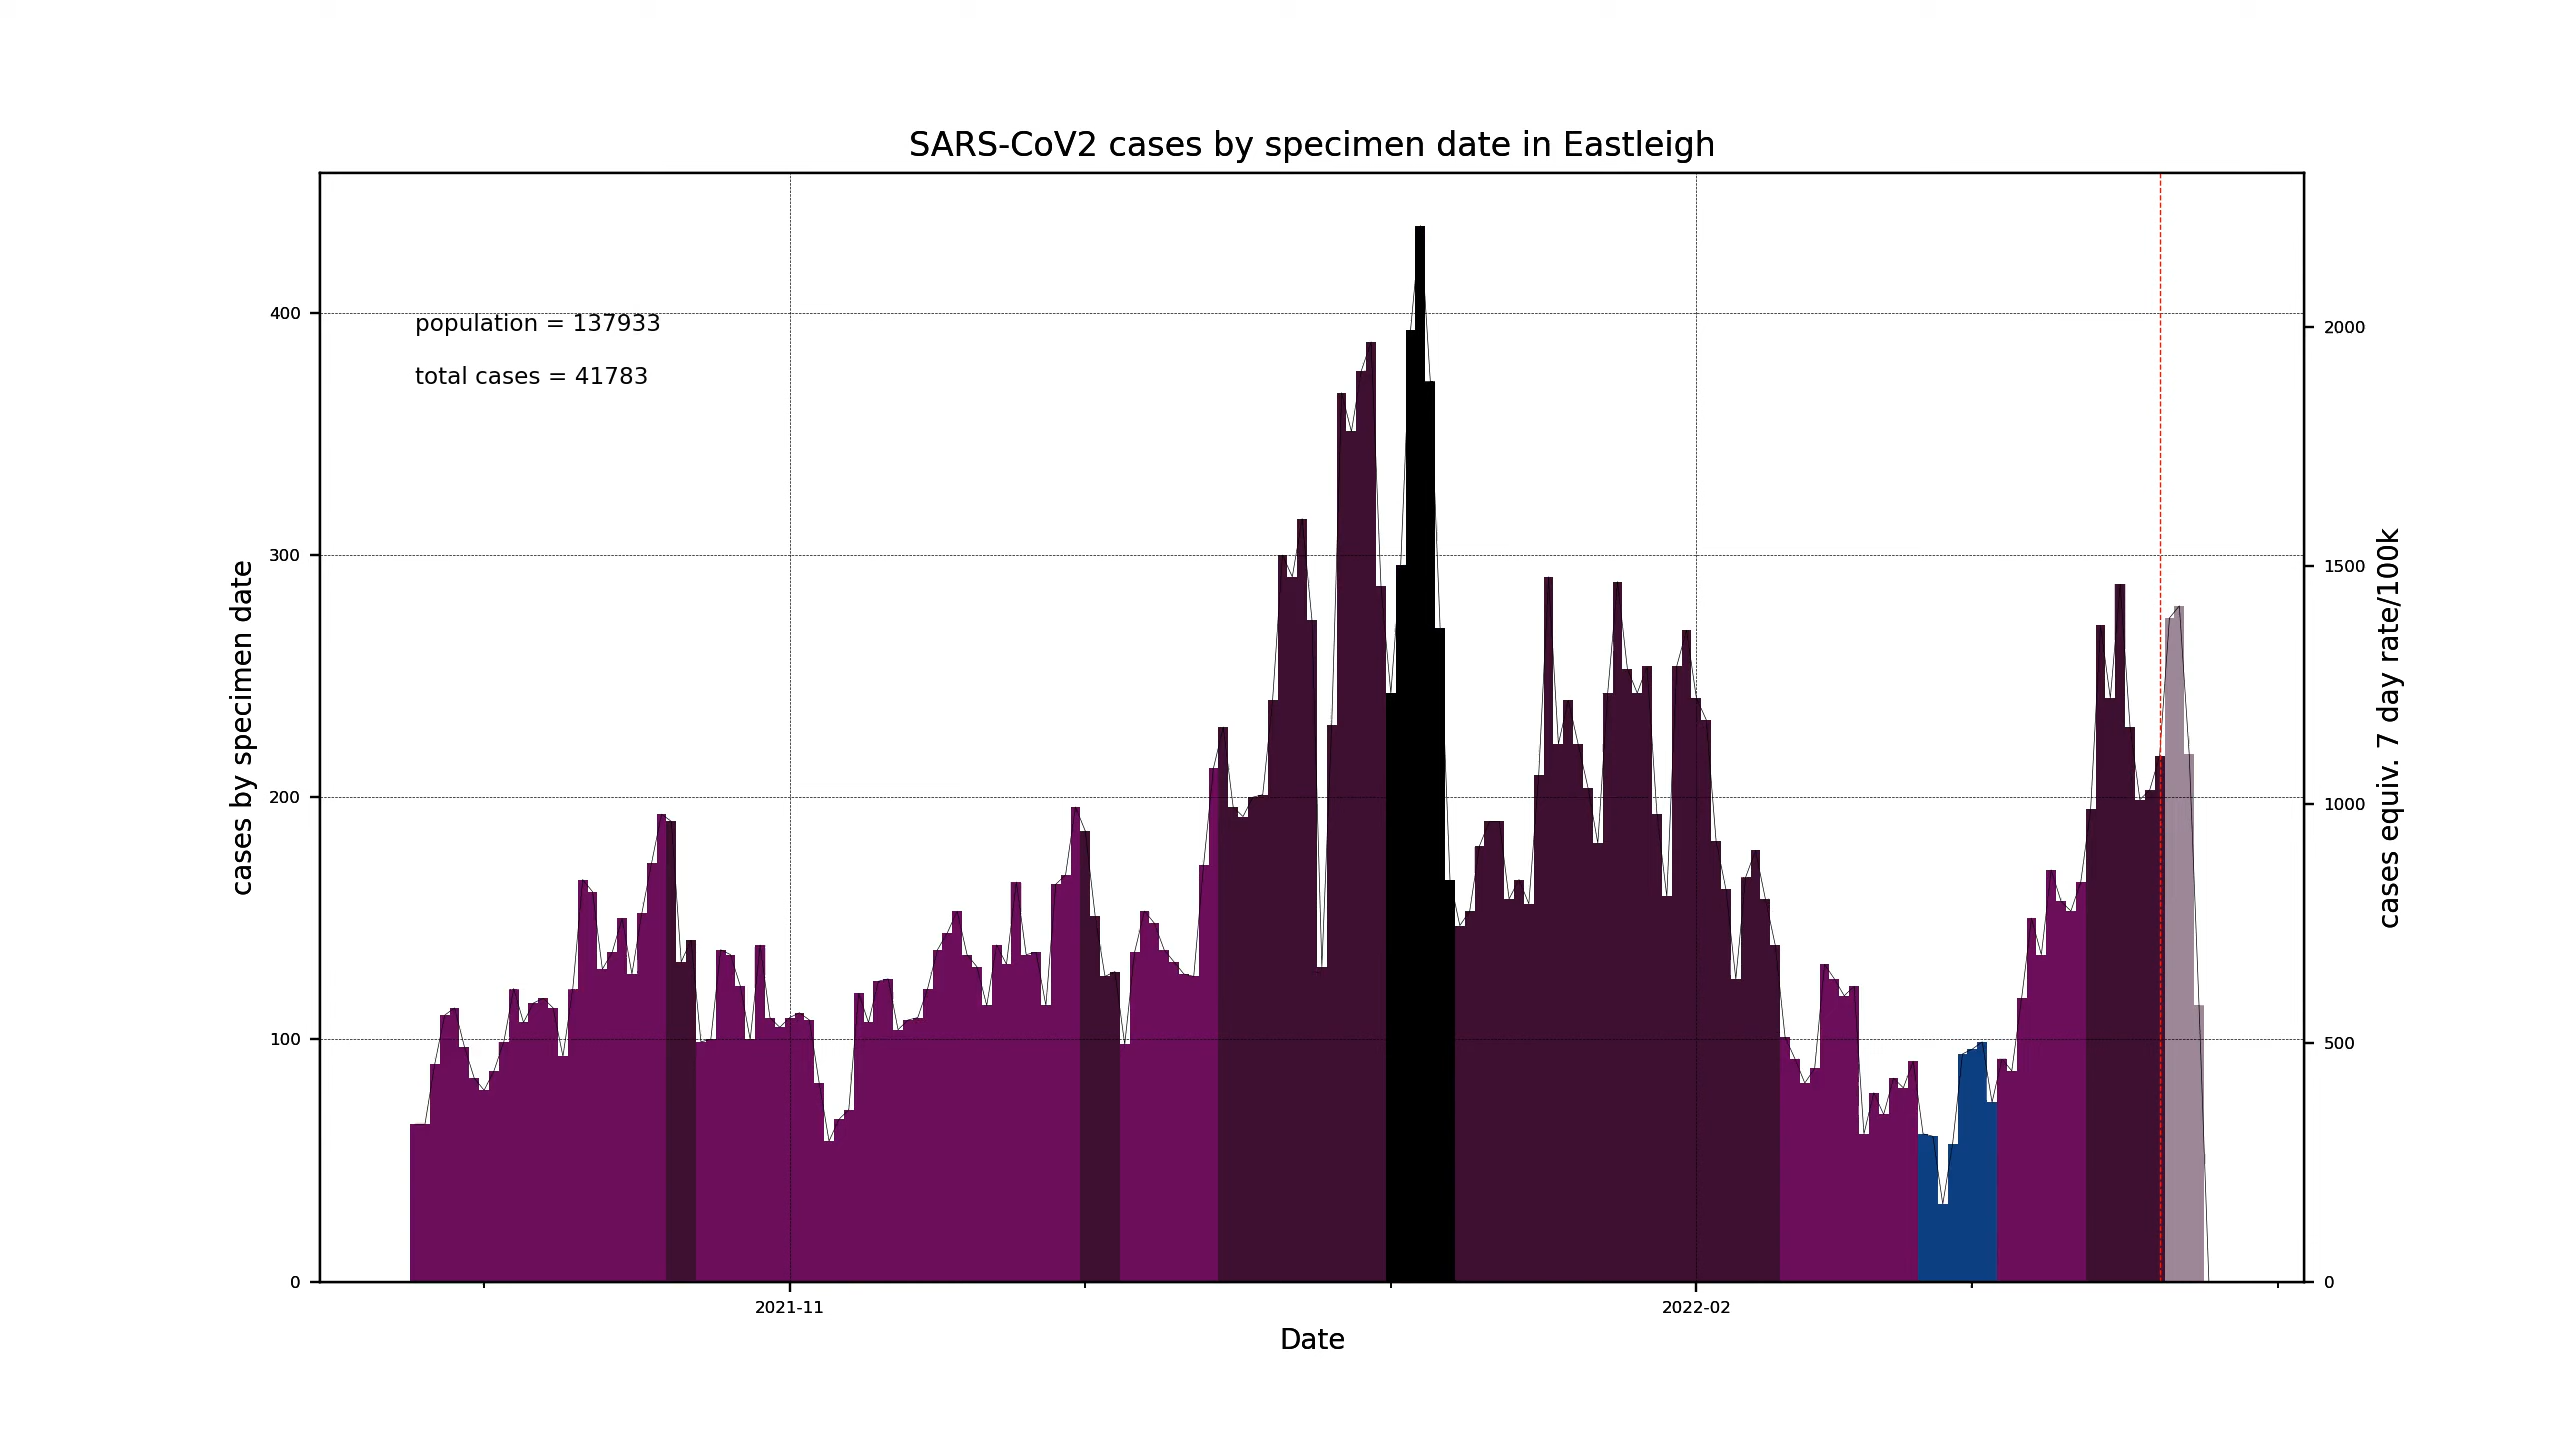 SARS-CoV2 cases by specimen date in Eastleigh
population = 137933
total cases = 41783
cases by specimen date
400
300
200
100
0
2021-11
2022-02
Date
2000
1500
1000
500
0
cases equiv. 7 day rate/100k